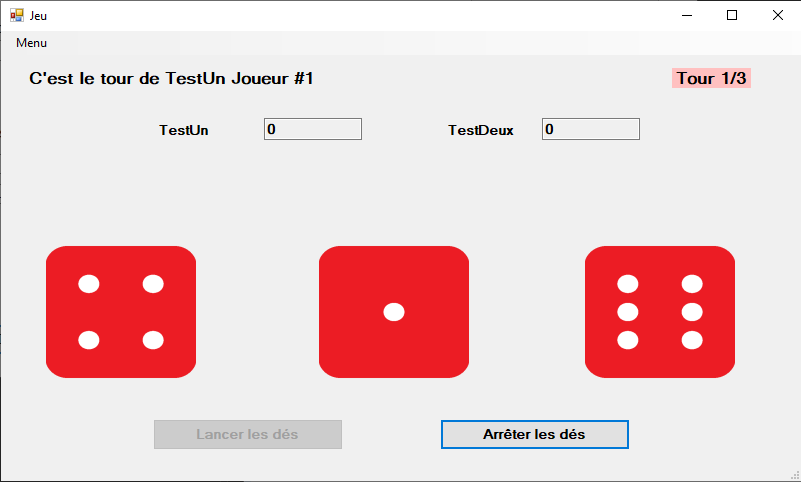 Jeu
Menu
C'est le tour de TestUn Joueur #1
Tour 1/3
TestUn
0
TestDeux
0
Lancer les dés
Arrêter les dés